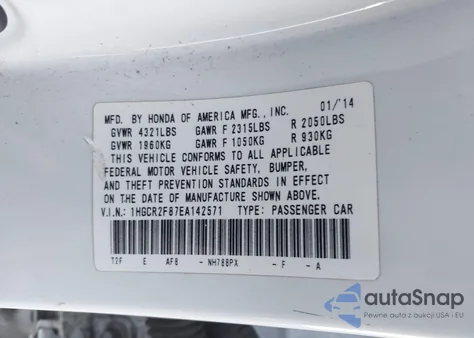 MFD. BY HONDA OF AMERICA MFG., INC. 01/'14
GVWR 4321LBS GAWR F 2315LBS R 2050LBS
GVWR 1960KG GAWR F 1050KG R 930KG
THIS VEHICLE CONFORMS TO ALL APPLICABLE
FEDERAL MOTOR VEHICLE SAFETY, BUMPER,
AND THEFT PREVENTION STANDARDS IN EFFECT
ON THE DATE OF MANUFACTURE SHOWN ABOVE.
V.I.N.: 1HGCR2F87EA142571 TYPE: PASSENGER CAR
T2F E AF8 - NH788PX - F - A
autoSnap
Pewne auta z aukcji USA i EU